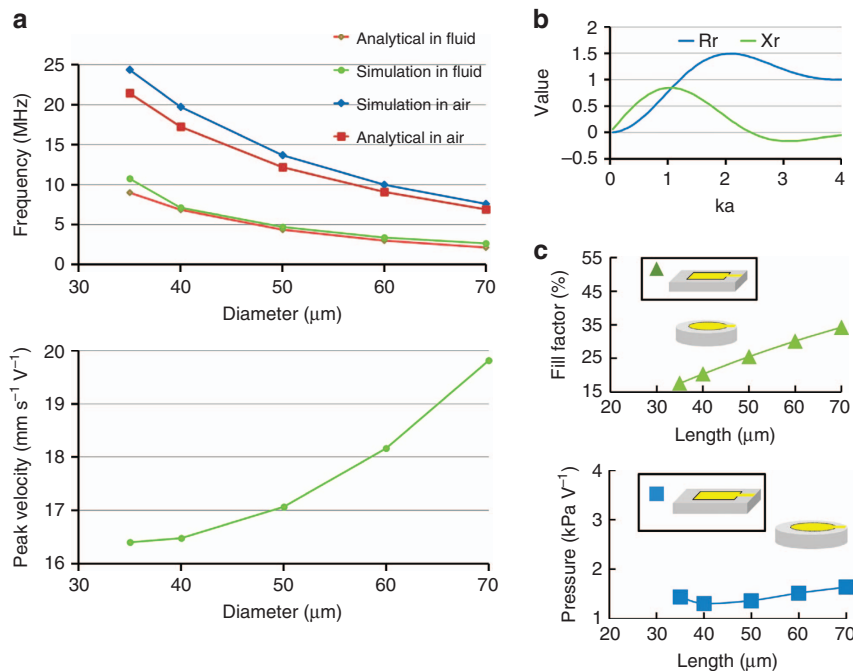 a
Analytical in fluid
Simulation in fluid
Simulation in air
Analytical in air
25
20
15
10
5
0
Frequency (MHz)
30 40 50 60 70
Diameter (μm)
20
19
18
17
16
Peak velocity (mm s⁻¹ V⁻¹)
30 40 50 60 70
Diameter (μm)
b
Rr Xr
2
1.5
1
0.5
0
–0.5
Value
0 1 2 3 4
ka
c
55
45
35
25
15
Fill factor (%)
20 30 40 50 60 70
Length (μm)
4
3
2
1
Pressure (kPa V⁻¹)
20 30 40 50 60 70
Length (μm)